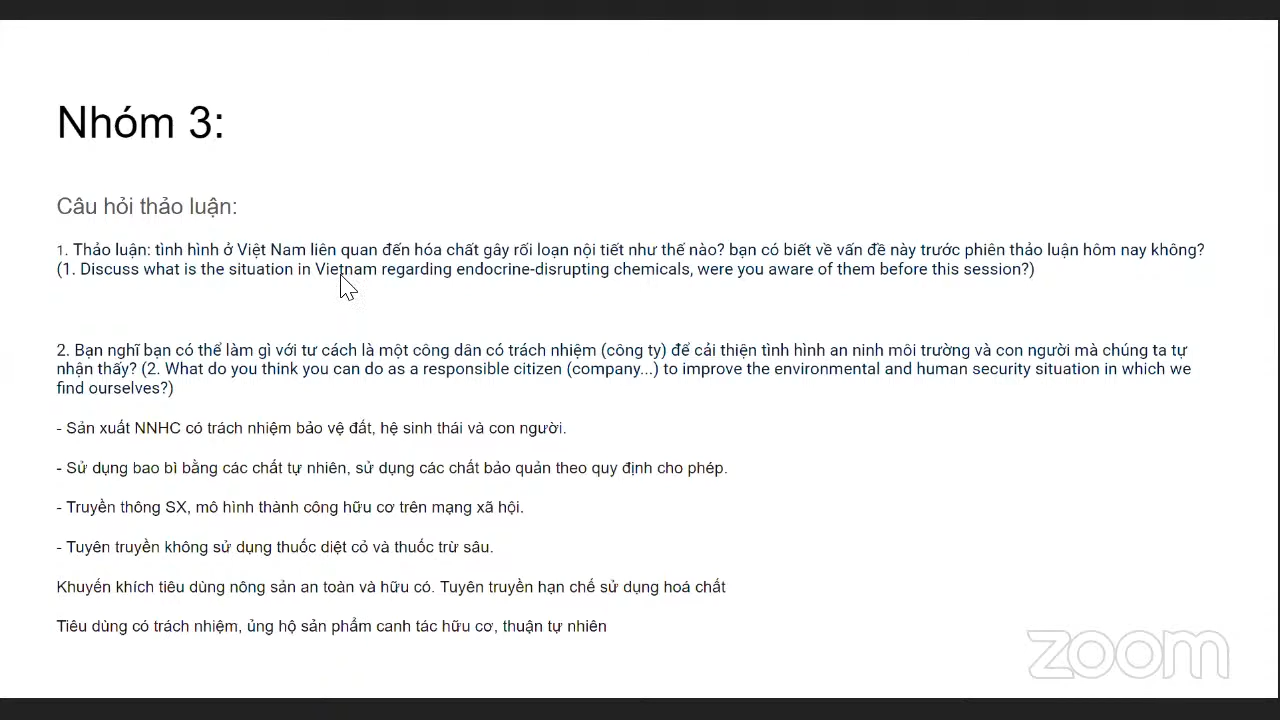 Nhóm 3:
Câu hỏi thảo luận:
1. Thảo luận: tình hình ở Việt Nam liên quan đến hóa chất gây rối loạn nội tiết như thế nào? bạn có biết về vấn đề này trước phiên thảo luận hôm nay không?
(1. Discuss what is the situation in Vietnam regarding endocrine-disrupting chemicals, were you aware of them before this session?)
2. Bạn nghĩ bạn có thể làm gì với tư cách là một công dân có trách nhiệm (công ty) để cải thiện tình hình an ninh môi trường và con người mà chúng ta tự
nhận thấy? (2. What do you think you can do as a responsible citizen (company...) to improve the environmental and human security situation in which we
find ourselves?)
- Sản xuất NNHC có trách nhiệm bảo vệ đất, hệ sinh thái và con người.
- Sử dụng bao bì bằng các chất tự nhiên, sử dụng các chất bảo quản theo quy định cho phép.
- Truyền thông SX, mô hình thành công hữu cơ trên mạng xã hội.
- Tuyên truyền không sử dụng thuốc diệt cỏ và thuốc trừ sâu.
Khuyến khích tiêu dùng nông sản an toàn và hữu có. Tuyên truyền hạn chế sử dụng hoá chất
Tiêu dùng có trách nhiệm, ủng hộ sản phẩm canh tác hữu cơ, thuận tự nhiên
zoom